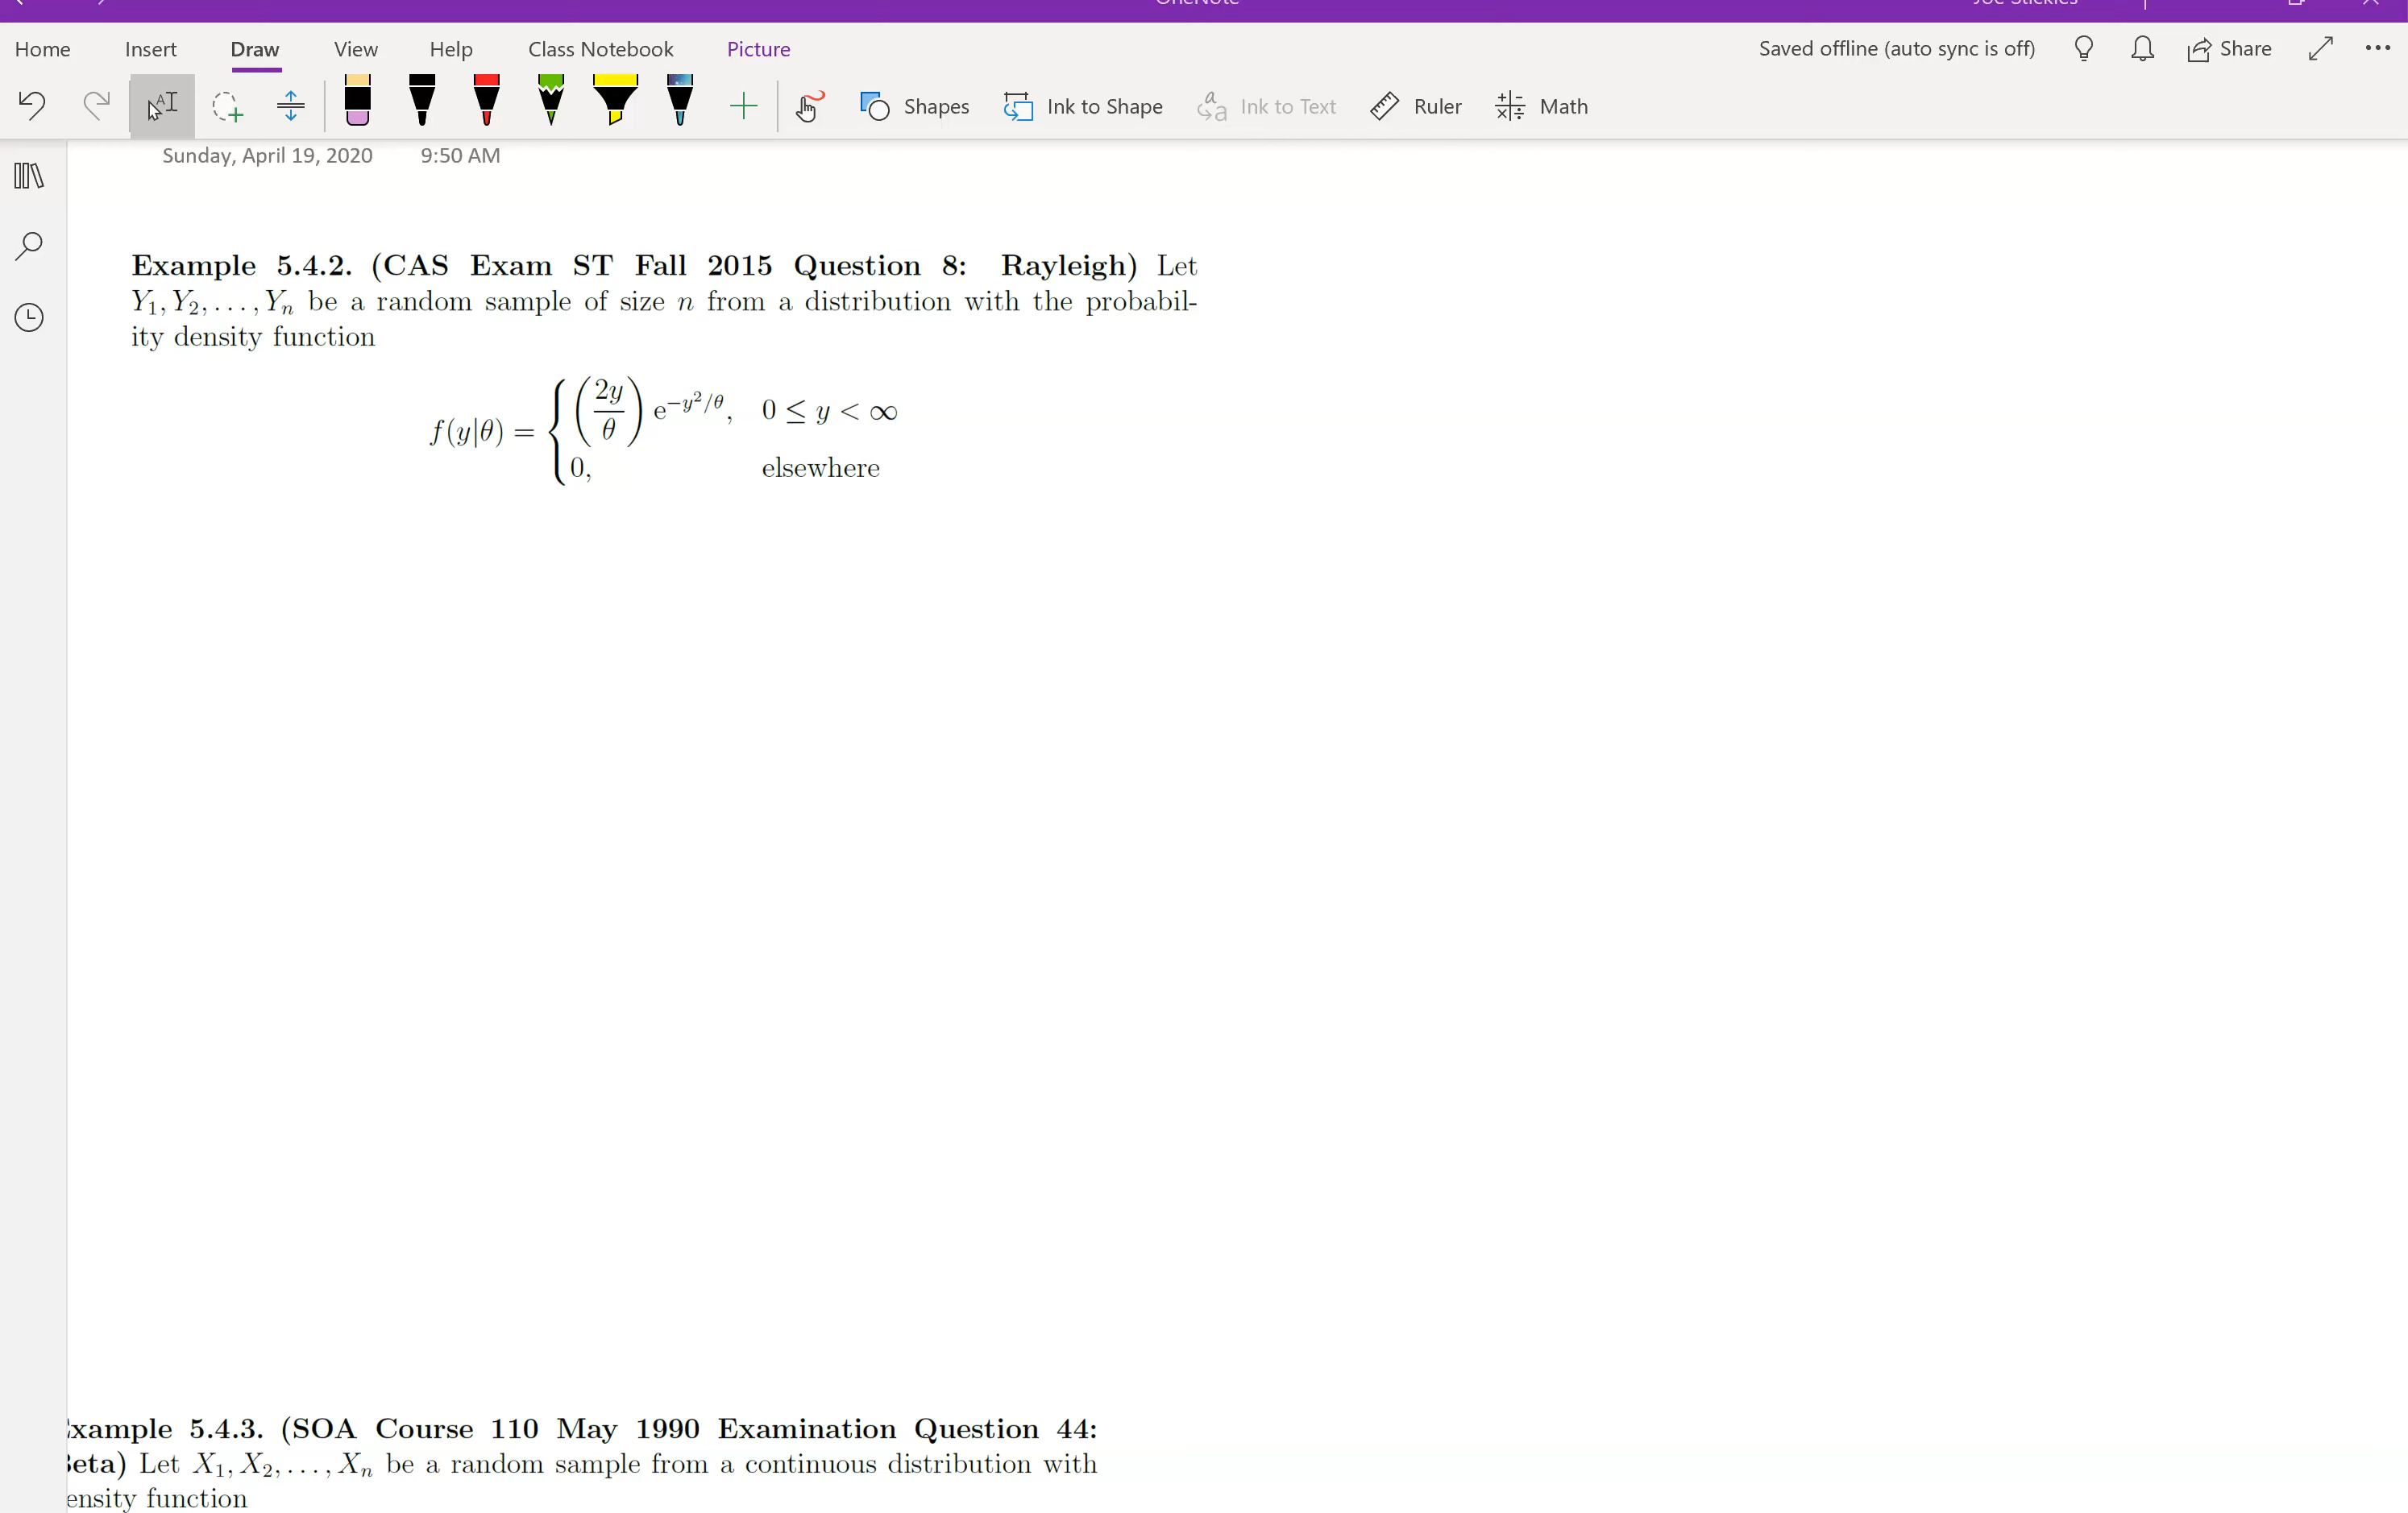 Home Insert Draw View Help Class Notebook Picture Saved offline (auto sync is off) Share
Shapes Ink to Shape Ink to Text Ruler Math
Sunday, April 19, 2020 9:50 AM
Example 5.4.2. (CAS Exam ST Fall 2015 Question 8: Rayleigh) Let
Y₁, Y₂, . . . , Yₙ be a random sample of size n from a distribution with the probabil-
ity density function
f(y|θ) = { (2y/θ) e^{−y²/θ}, 0 ≤ y < ∞
0, elsewhere
xample 5.4.3. (SOA Course 110 May 1990 Examination Question 44:
eta) Let X₁, X₂, . . . , Xₙ be a random sample from a continuous distribution with
ensity function